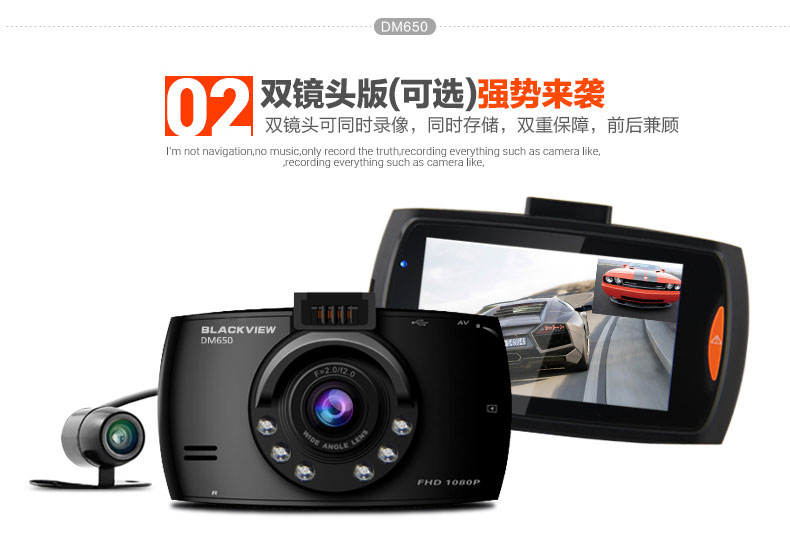 DM650
02
双镜头版(可选)强势来袭
双镜头可同时录像，同时存储，双重保障，前后兼顾
I'm not navigation,no music,only record the truth,recording everything such as camera like,
,recording everything such as camera like,
BLACKVIEW
DM650
AV
F=2.0/f2.0
WIDE ANGLE LENS
FHD 1080P
R